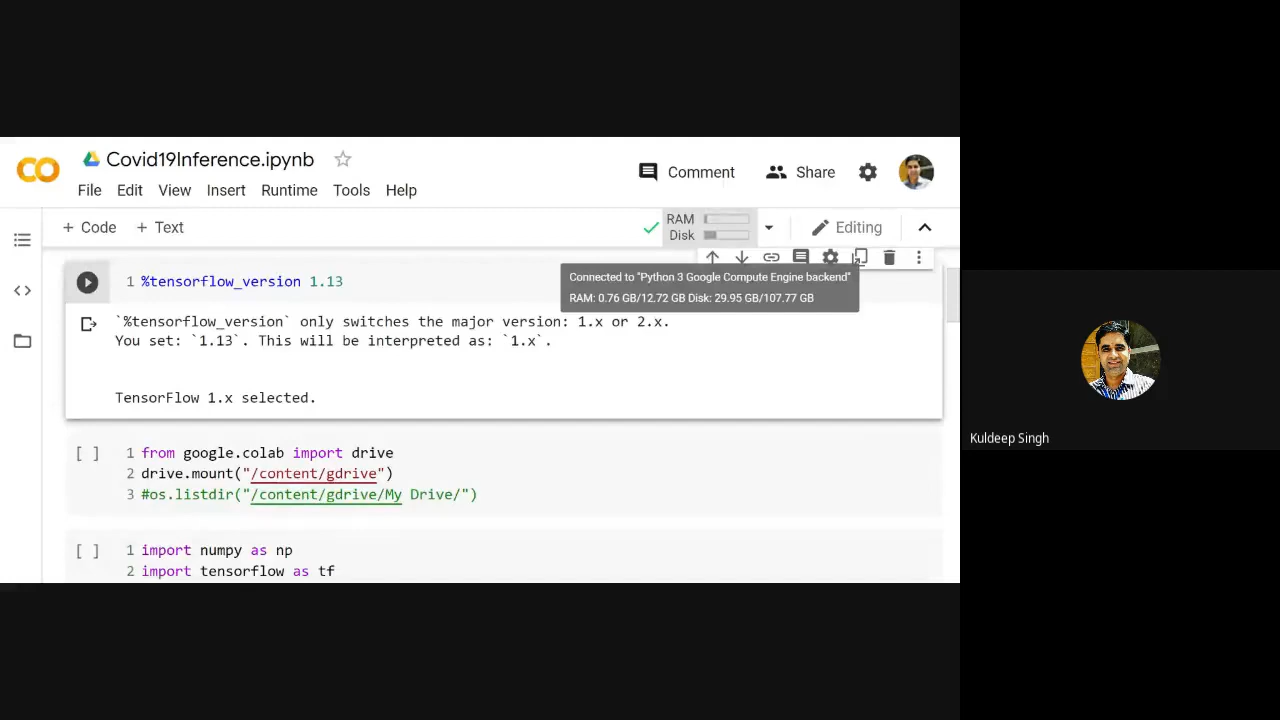 Covid19Inference.ipynb
Comment
Share
File Edit View Insert Runtime Tools Help
+ Code + Text
RAM
Disk
Editing
1 %tensorflow_version 1.13
Connected to "Python 3 Google Compute Engine backend"
RAM: 0.76 GB/12.72 GB Disk: 29.95 GB/107.77 GB
`%tensorflow_version` only switches the major version: 1.x or 2.x.
You set: `1.13`. This will be interpreted as: `1.x`.
TensorFlow 1.x selected.
[ ] 1 from google.colab import drive
2 drive.mount("/content/gdrive")
3 #os.listdir("/content/gdrive/My Drive/")
[ ] 1 import numpy as np
2 import tensorflow as tf
Kuldeep Singh